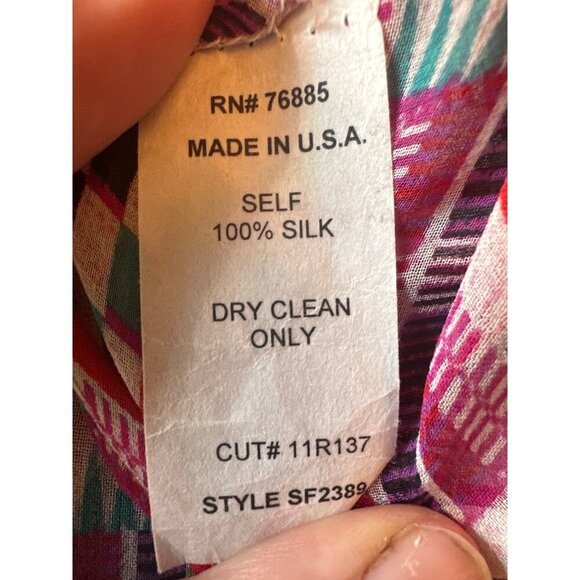 RN# 76885
MADE IN U.S.A.
SELF
100% SILK
DRY CLEAN
ONLY
CUT# 11R137
STYLE SF2389